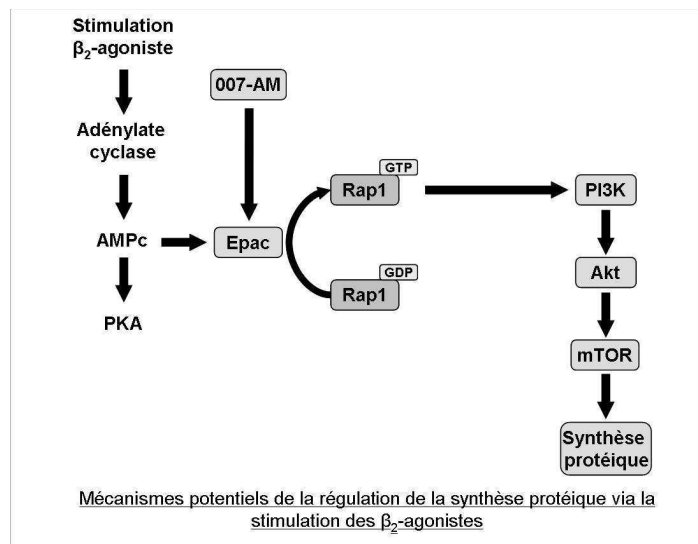 Stimulation
β₂-agoniste
007-AM
Adénylate
cyclase
GTP
Rap1
PI3K
AMPc
Epac
GDP
Rap1
Akt
PKA
mTOR
Synthèse
protéique
Mécanismes potentiels de la régulation de la synthèse protéique via la
stimulation des β₂-agonistes